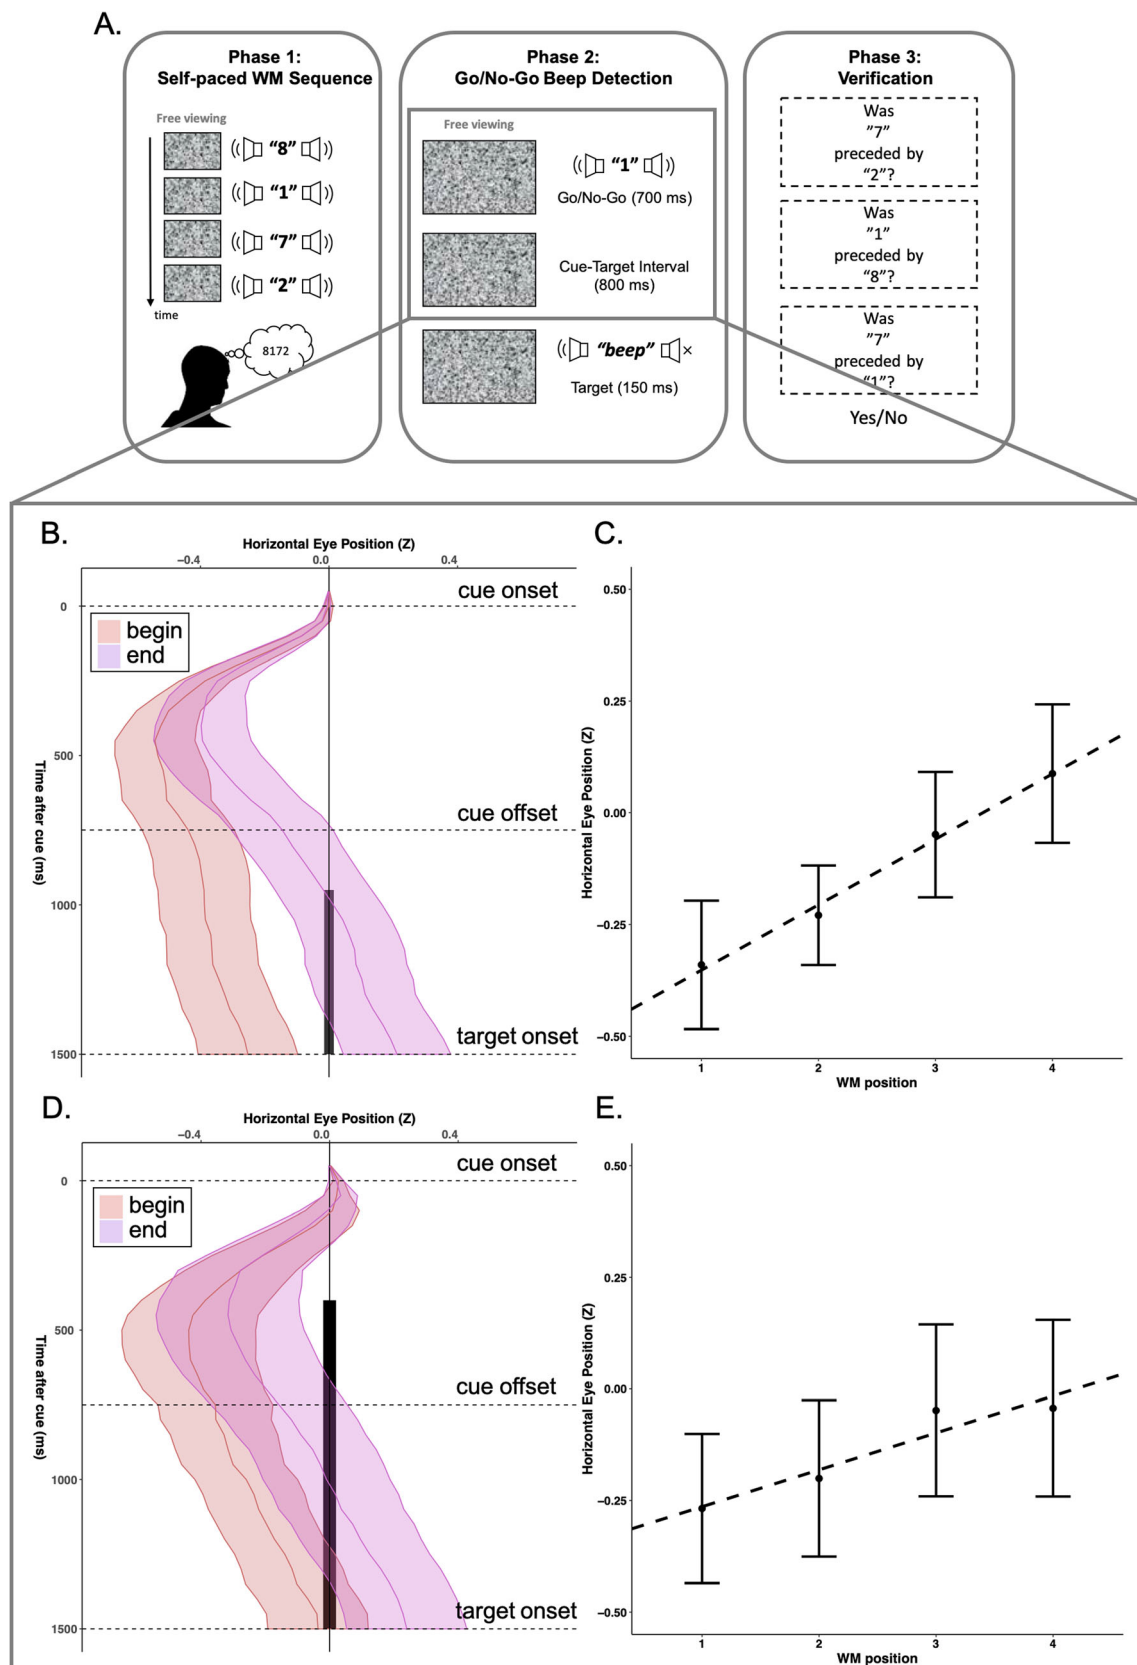 A.
Phase 1:
Self-paced WM Sequence
Free viewing
“8”
“1”
“7”
“2”
time
8172
Phase 2:
Go/No-Go Beep Detection
Free viewing
“1”
Go/No-Go (700 ms)
Cue-Target Interval
(800 ms)
“beep”
Target (150 ms)
Phase 3:
Verification
Was
”7”
preceded by
“2”?
Was
”1”
preceded by
“8”?
Was
”7”
preceded by
“1”?
Yes/No
B.
Horizontal Eye Position (Z)
−0.4 0.0 0.4
cue onset
begin
end
cue offset
target onset
0
500
1000
1500
Time after cue (ms)
C.
Horizontal Eye Position (Z)
0.50
0.25
0.00
−0.25
−0.50
1 2 3 4
WM position
D.
Horizontal Eye Position (Z)
−0.4 0.0 0.4
cue onset
begin
end
cue offset
target onset
0
500
1000
1500
Time after cue (ms)
E.
Horizontal Eye Position (Z)
0.50
0.25
0.00
−0.25
−0.50
1 2 3 4
WM position